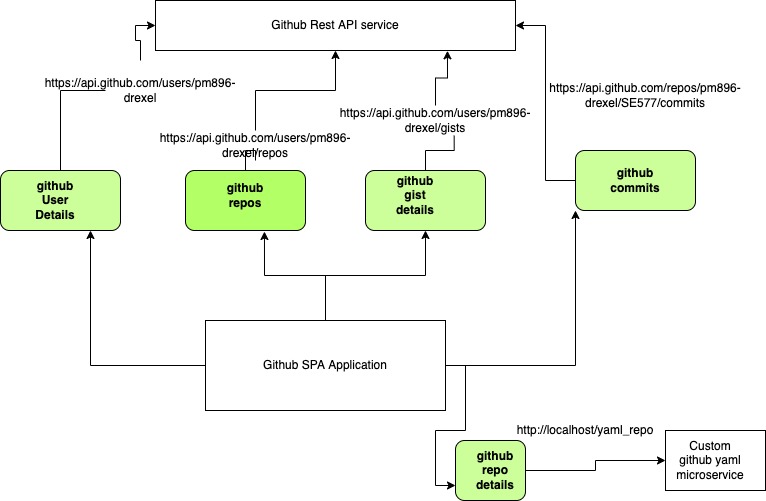 Github Rest API service
https://api.github.com/users/pm896-
drexel
https://api.github.com/users/pm896-
drexel/repos
https://api.github.com/users/pm896-
drexel/gists
https://api.github.com/repos/pm896-
drexel/SE577/commits
github
User
Details
github
repos
github
gist
details
github
commits
Github SPA Application
http://localhost/yaml_repo
github
repo
details
Custom
github yaml
microservice